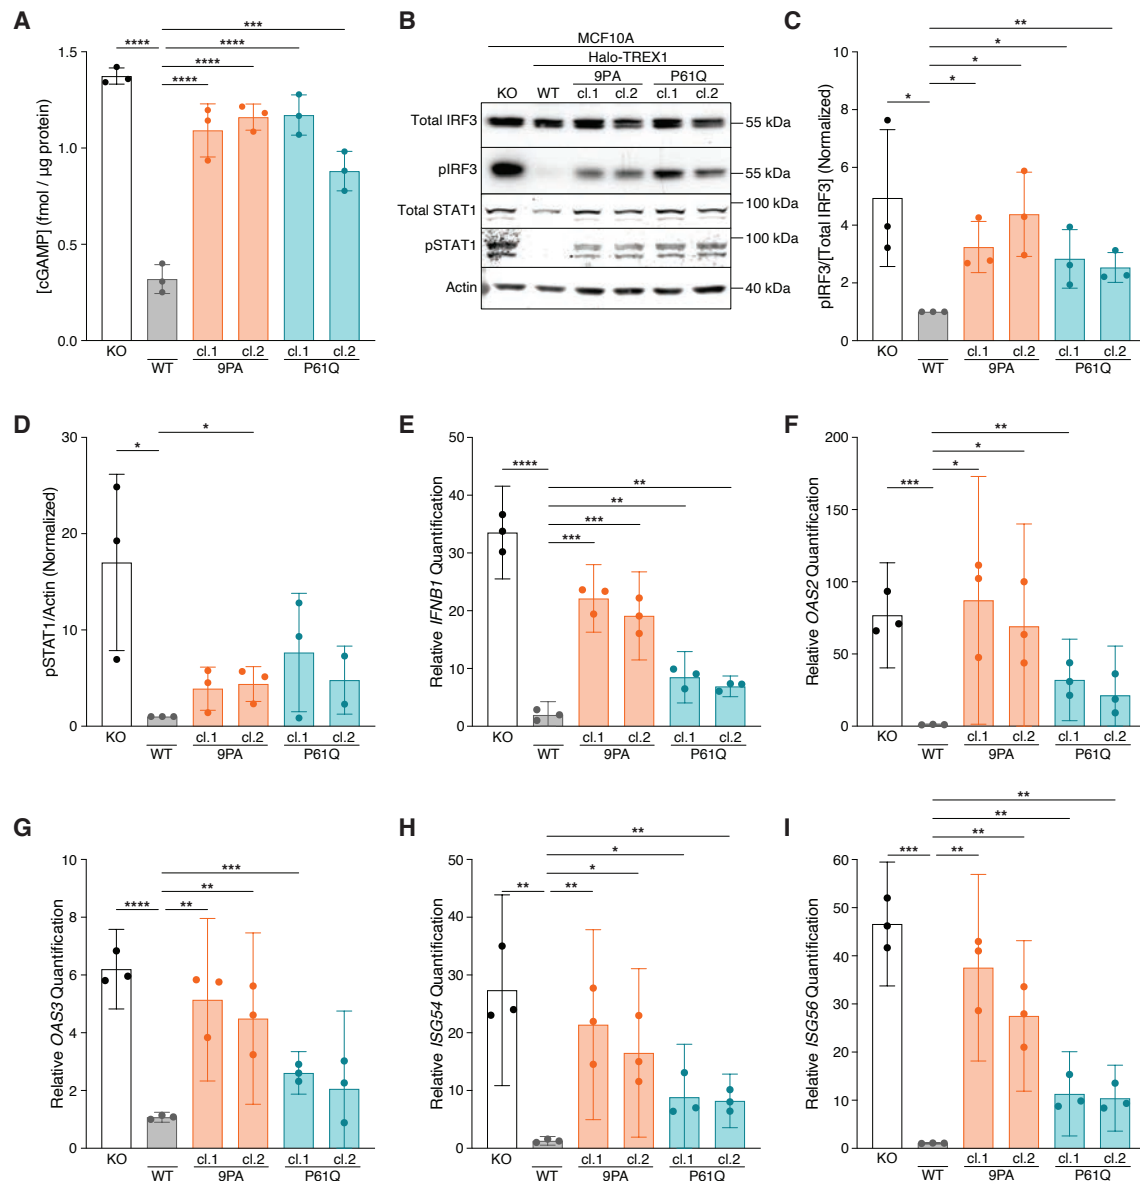 A
[cGAMP] (fmol / μg protein)
1.5
1.0
0.5
0.0
****
****
****
****
***
KO
WT
cl.1 cl.2
9PA
cl.1 cl.2
P61Q
B
MCF10A
Halo-TREX1
9PA P61Q
KO WT cl.1 cl.2 cl.1 cl.2
Total IRF3
55 kDa
pIRF3
55 kDa
Total STAT1
100 kDa
pSTAT1
100 kDa
Actin
40 kDa
C
pIRF3/[Total IRF3] (Normalized)
10
8
6
4
2
0
*
*
*
*
**
KO
WT
cl.1 cl.2
9PA
cl.1 cl.2
P61Q
D
pSTAT1/Actin (Normalized)
30
20
10
0
*
*
KO
WT
cl.1 cl.2
9PA
cl.1 cl.2
P61Q
E
Relative IFNB1 Quantification
50
40
30
20
10
0
****
***
***
**
**
KO
WT
cl.1 cl.2
9PA
cl.1 cl.2
P61Q
F
Relative OAS2 Quantification
200
150
100
50
0
***
*
*
**
KO
WT
cl.1 cl.2
9PA
cl.1 cl.2
P61Q
G
Relative OAS3 Quantification
10
8
6
4
2
0
****
**
**
***
KO
WT
cl.1 cl.2
9PA
cl.1 cl.2
P61Q
H
Relative ISG54 Quantification
50
40
30
20
10
0
**
**
*
*
**
KO
WT
cl.1 cl.2
9PA
cl.1 cl.2
P61Q
I
Relative ISG56 Quantification
60
50
40
30
20
10
0
***
**
**
**
**
KO
WT
cl.1 cl.2
9PA
cl.1 cl.2
P61Q